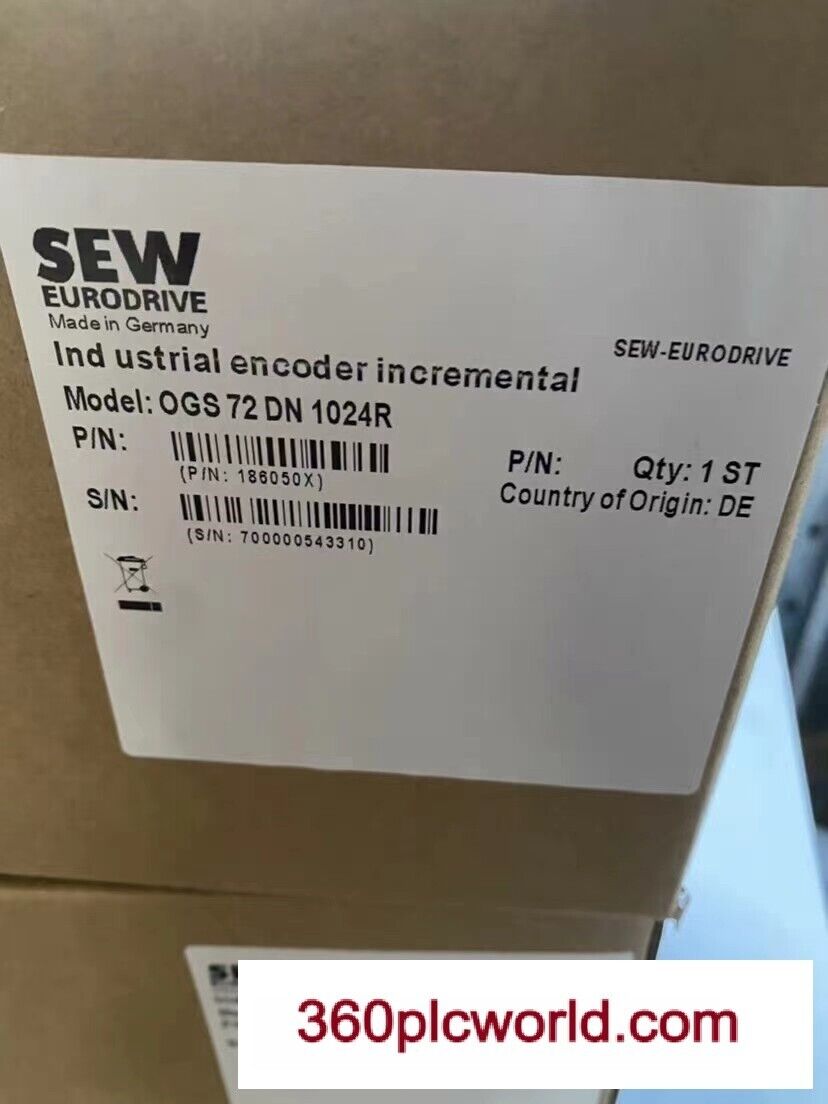 SEW
EURODRIVE
Made in Germany
Ind ustrial encoder incremental
SEW-EURODRIVE
Model: OGS 72 DN 1024R
P/N:
(P/N: 186050X)
P/N: Qty: 1 ST
S/N:
(S/N: 700000543310)
Country of Origin: DE
360plcworld.com